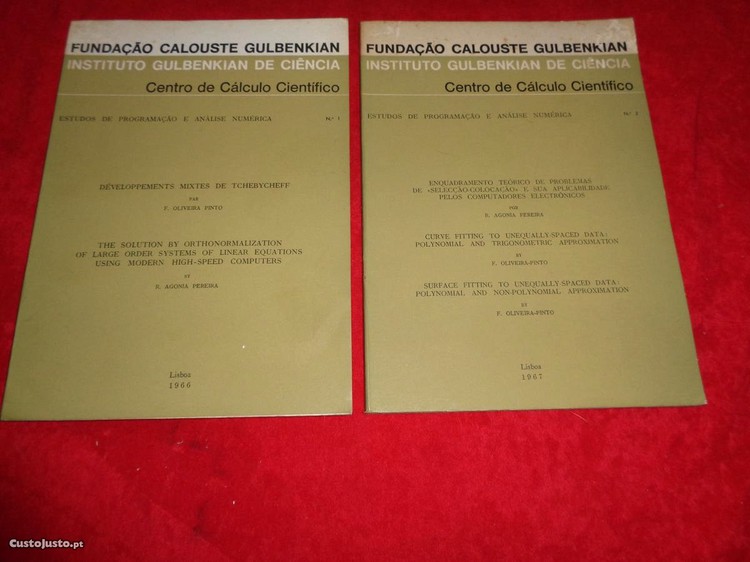 FUNDAÇÃO CALOUSTE GULBENKIAN
INSTITUTO GULBENKIAN DE CIÊNCIA
Centro de Cálculo Científico
ESTUDOS DE PROGRAMAÇÃO E ANÁLISE NUMÉRICA N.º 1
DÉVELOPPEMENTS MIXTES DE TCHEBYCHEFF
PAR
F. OLIVEIRA PINTO
THE SOLUTION BY ORTHONORMALIZATION
OF LARGE ORDER SYSTEMS OF LINEAR EQUATIONS
USING MODERN HIGH-SPEED COMPUTERS
BY
E. AGOMA PEREIRA
Lisboa
1966
FUNDAÇÃO CALOUSTE GULBENKIAN
INSTITUTO GULBENKIAN DE CIÊNCIA
Centro de Cálculo Científico
ESTUDOS DE PROGRAMAÇÃO E ANÁLISE NUMÉRICA N.º 2
ENQUADRAMENTO TEÓRICO DE PROBLEMAS
DE «SELECÇÃO-COLOCAÇÃO» E SUA APLICABILIDADE
PELOS COMPUTADORES ELECTRÓNICOS
POR
E. AGOMA PEREIRA
CURVE FITTING TO UNEQUALLY-SPACED DATA:
POLYNOMIAL AND TRIGONOMETRIC APPROXIMATION
BY
F. OLIVEIRA-PINTO
SURFACE FITTING TO UNEQUALLY-SPACED DATA:
POLYNOMIAL AND NON-POLYNOMIAL APPROXIMATION
BY
F. OLIVEIRA-PINTO
Lisboa
1967
CustoJusto.pt